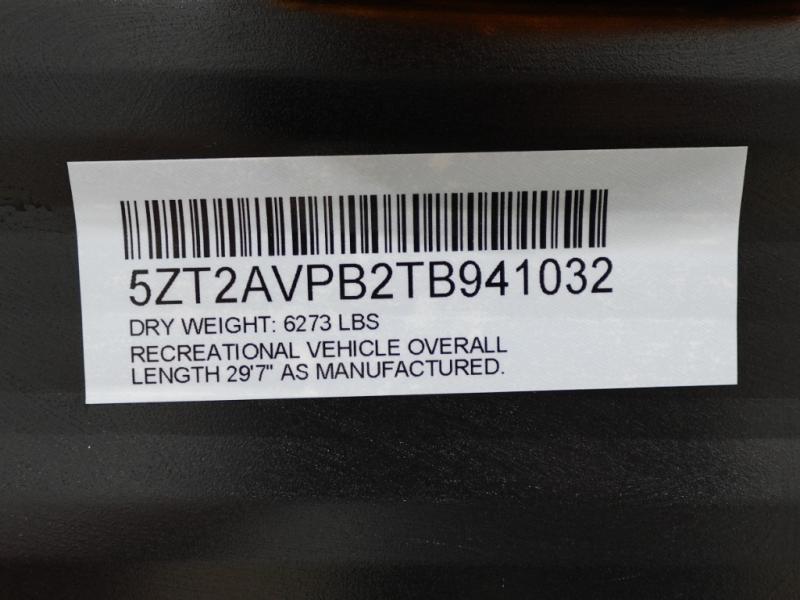 5ZT2AVPB2TB941032
DRY WEIGHT: 6273 LBS
RECREATIONAL VEHICLE OVERALL
LENGTH 29'7" AS MANUFACTURED.